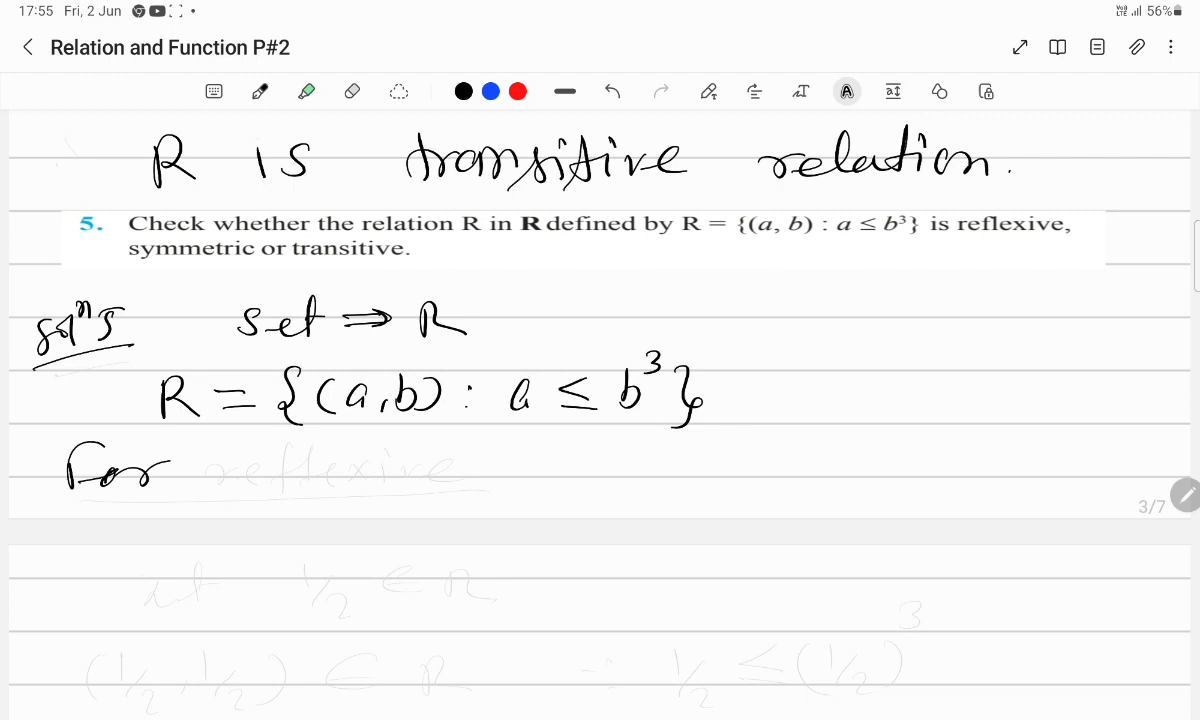 17:55 Fri, 2 Jun 56%
Relation and Function P#2
R is transitive relation.
5. Check whether the relation R in R defined by R = {(a, b) : a ≤ b³} is reflexive,
symmetric or transitive.
solⁿ5 set ⇒ R
R = {(a,b) : a ≤ b³}
For reflexive
3/7
let 1/2 ∈ R
(1/2, 1/2) ∈ R ∵ 1/2 ≤ (1/2)³